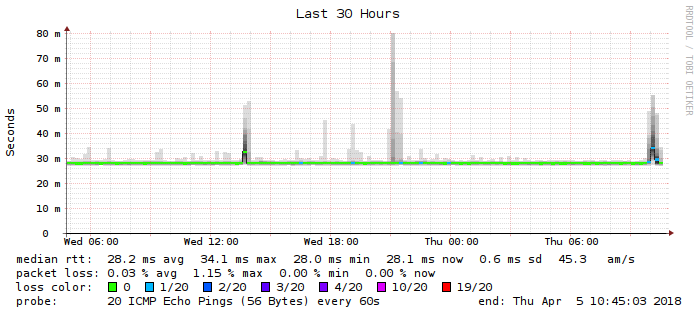 Last 30 Hours
RRDTOOL / TOBI OETIKER
Seconds
80 m
70 m
60 m
50 m
40 m
30 m
20 m
10 m
0
Wed 06:00 Wed 12:00 Wed 18:00 Thu 00:00 Thu 06:00
median rtt: 28.2 ms avg 34.1 ms max 28.0 ms min 28.1 ms now 0.6 ms sd 45.3 am/s
packet loss: 0.03 % avg 1.15 % max 0.00 % min 0.00 % now
loss color: 0 1/20 2/20 3/20 4/20 10/20 19/20
probe: 20 ICMP Echo Pings (56 Bytes) every 60s end: Thu Apr 5 10:45:03 2018